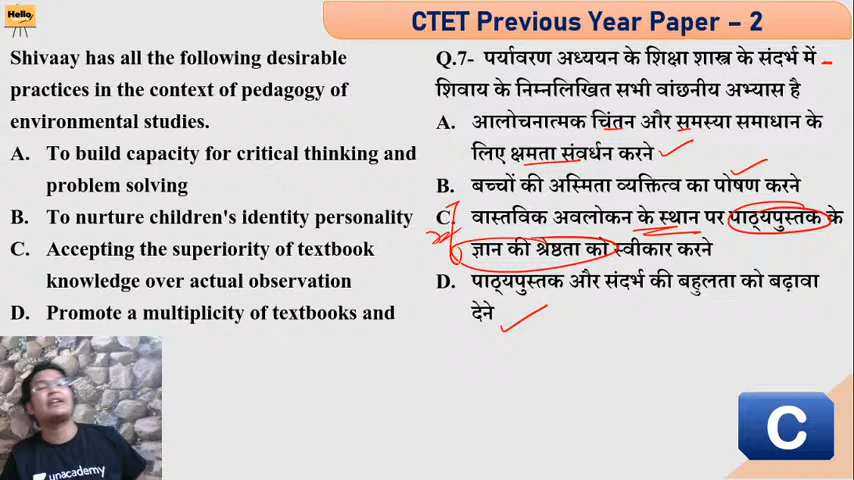 Hello
CTET Previous Year Paper – 2
Shivaay has all the following desirable
practices in the context of pedagogy of
environmental studies.
A. To build capacity for critical thinking and
problem solving
B. To nurture children's identity personality
C. Accepting the superiority of textbook
knowledge over actual observation
D. Promote a multiplicity of textbooks and
Q.7- पर्यावरण अध्ययन के शिक्षा शास्त्र के संदर्भ में
शिवाय के निम्नलिखित सभी वांछनीय अभ्यास है
A. आलोचनात्मक चिंतन और समस्या समाधान के
लिए क्षमता संवर्धन करने
B. बच्चों की अस्मिता व्यक्तित्व का पोषण करने
C. वास्तविक अवलोकन के स्थान पर पाठ्यपुस्तक के
ज्ञान की श्रेष्ठता को स्वीकार करने
D. पाठ्यपुस्तक और संदर्भ की बहुलता को बढ़ावा
देने
unacademy
C